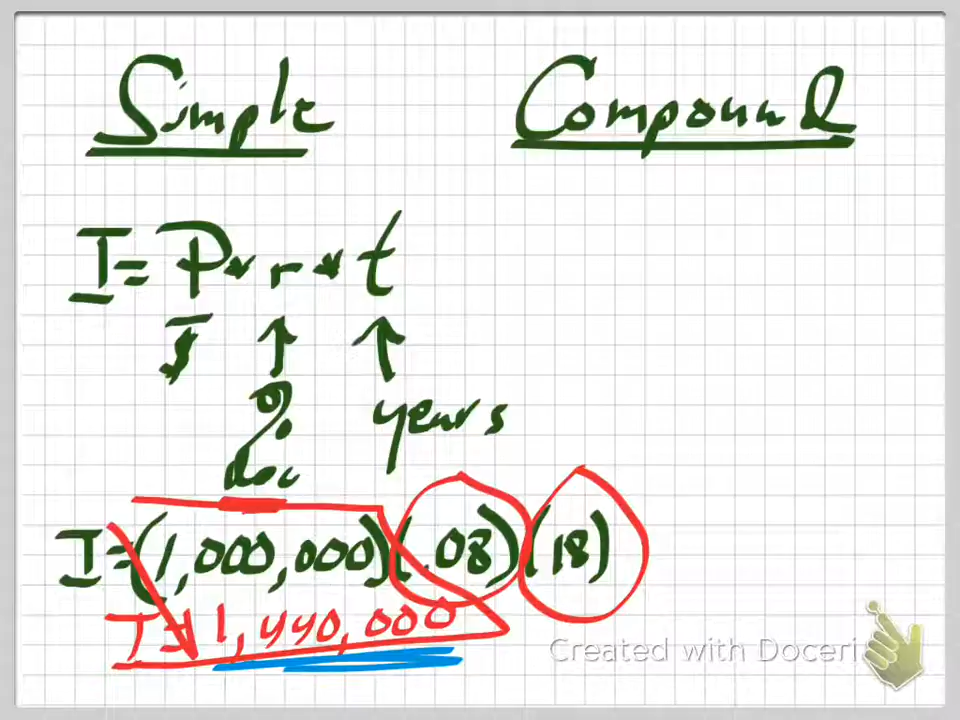 Simple Compound
I = P • r • t
$
% years
dec
I = (1,000,000)(.08)(18)
I = 1,440,000
Created with Doceri